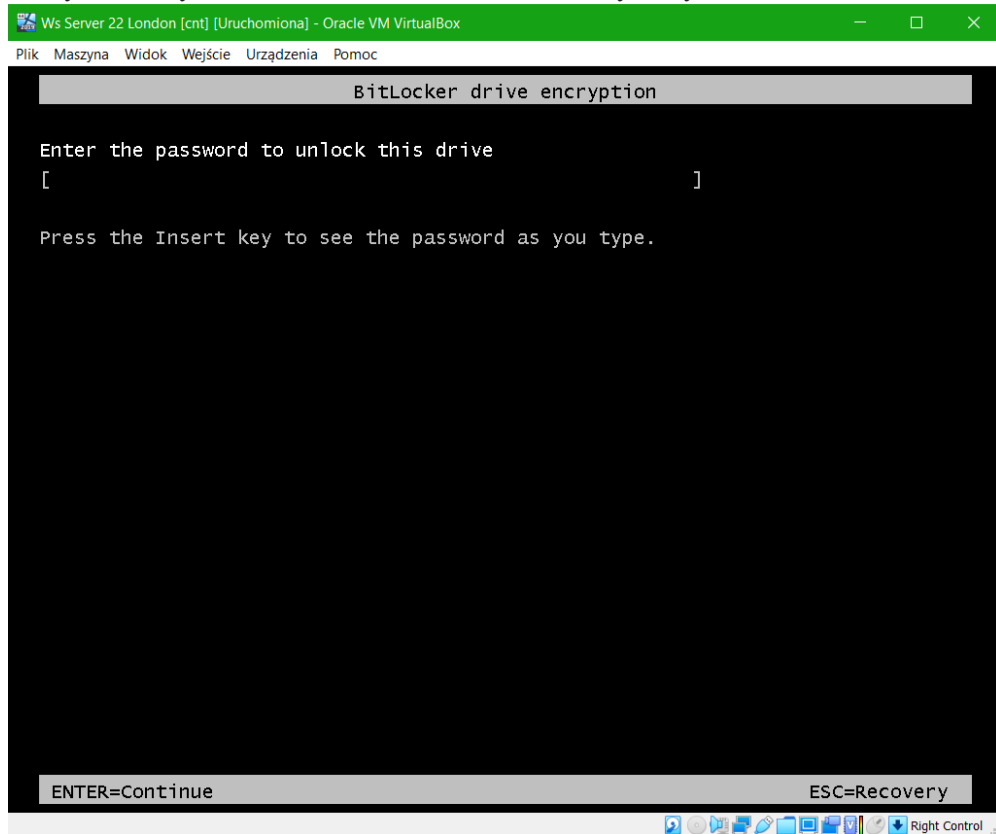 Ws Server 22 London [cnt] [Uruchomiona] - Oracle VM VirtualBox
Plik Maszyna Widok Wejście Urządzenia Pomoc
BitLocker drive encryption
Enter the password to unlock this drive
[ ]
Press the Insert key to see the password as you type.
ENTER=Continue ESC=Recovery
Right Control